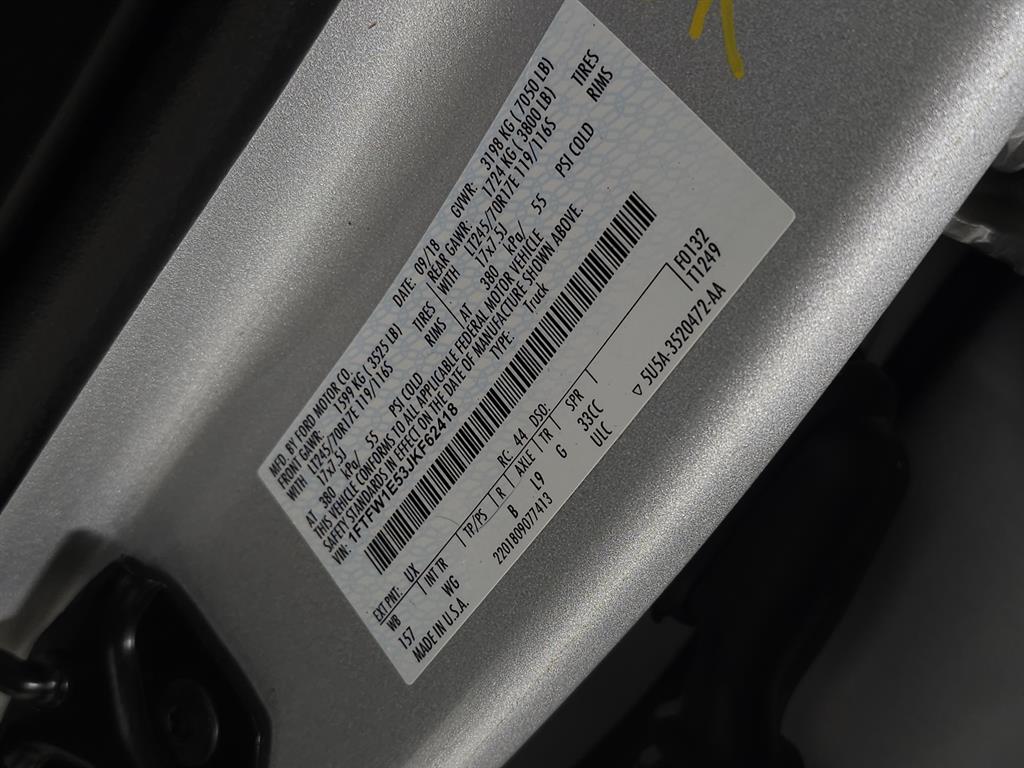 MFD. BY FORD MOTOR CO.
DATE: 09/18 GVWR: 3198 KG ( 7050 LB)
FRONT GAWR: 1599 KG ( 3525 LB) REAR GAWR: 1724 KG ( 3800 LB)
WITH LT245/70R17E 119/116S TIRES WITH LT245/70R17E 119/116S TIRES
17x7.5J RIMS 17x7.5J RIMS
AT 380 kPa/ 55 PSI COLD AT 380 kPa/ 55 PSI COLD
THIS VEHICLE CONFORMS TO ALL APPLICABLE FEDERAL MOTOR VEHICLE
SAFETY STANDARDS IN EFFECT ON THE DATE OF MANUFACTURE SHOWN ABOVE.
VIN: 1FTFW1E53JKF62418 TYPE: Truck
EXT PNT: UX RC: 44 DSO: F0132
WB INT TR TP/PS R AXLE TR SPR T1249
157 WG B L9 G 33CC
MADE IN U.S.A. 2201809077413 ULC ▽ 5U5A-3520472-AA